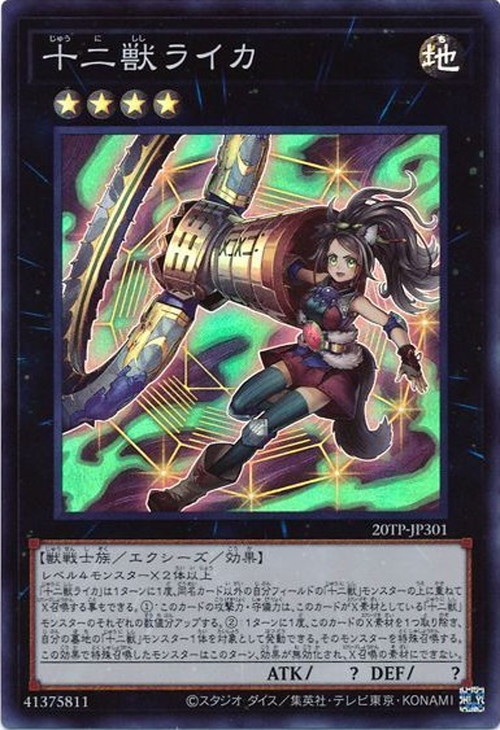 十二獣ライカ
地
20TP-JP301
【獣戦士族/エクシーズ/効果】
レベル4モンスター×2体以上
「十二獣ライカ」は1ターンに1度、同名カード以外の自分フィールドの「十二獣」モンスターの上に重ねて
X召喚する事もできる。①:このカードの攻撃力・守備力は、このカードがX素材としている「十二獣」
モンスターのそれぞれの数値分アップする。②:1ターンに1度、このカードのX素材を1つ取り除き、
自分の墓地の「十二獣」モンスター1体を対象として発動できる。そのモンスターを特殊召喚する。
この効果で特殊召喚したモンスターはこのターン、効果が無効化され、X召喚の素材にできない。
ATK/ ? DEF/ ?
41375811 ©スタジオ・ダイス/集英社・テレビ東京・KONAMI